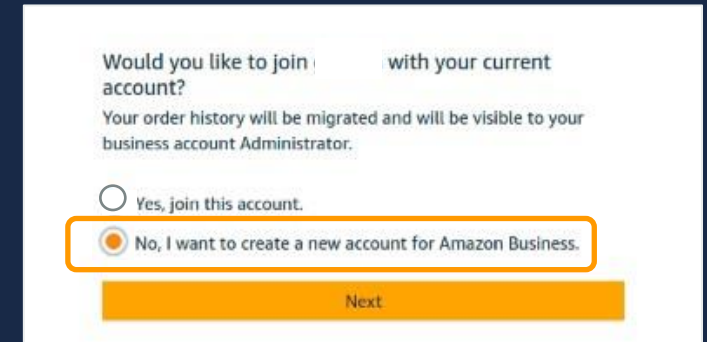 Would you like to join with your current
account?
Your order history will be migrated and will be visible to your
business account Administrator.
Yes, join this account.
No, I want to create a new account for Amazon Business.
Next